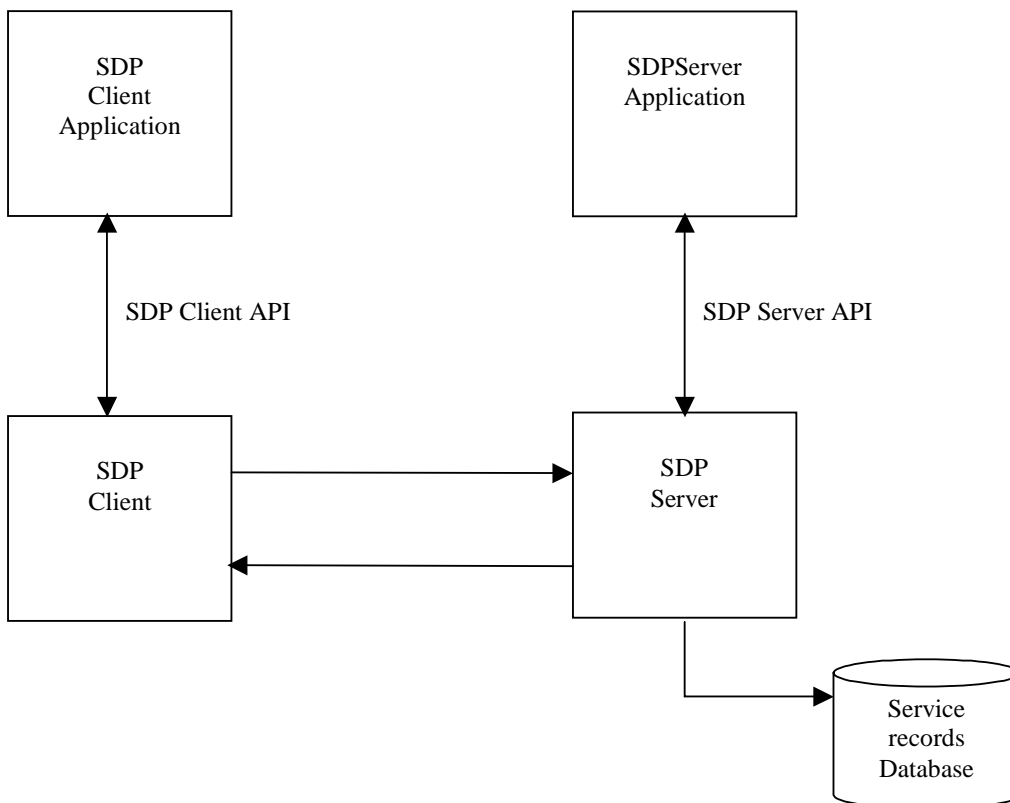 SDP
Client
Application
SDPServer
Application
SDP Client API
SDP Server API
SDP
Client
SDP
Server
Service
records
Database